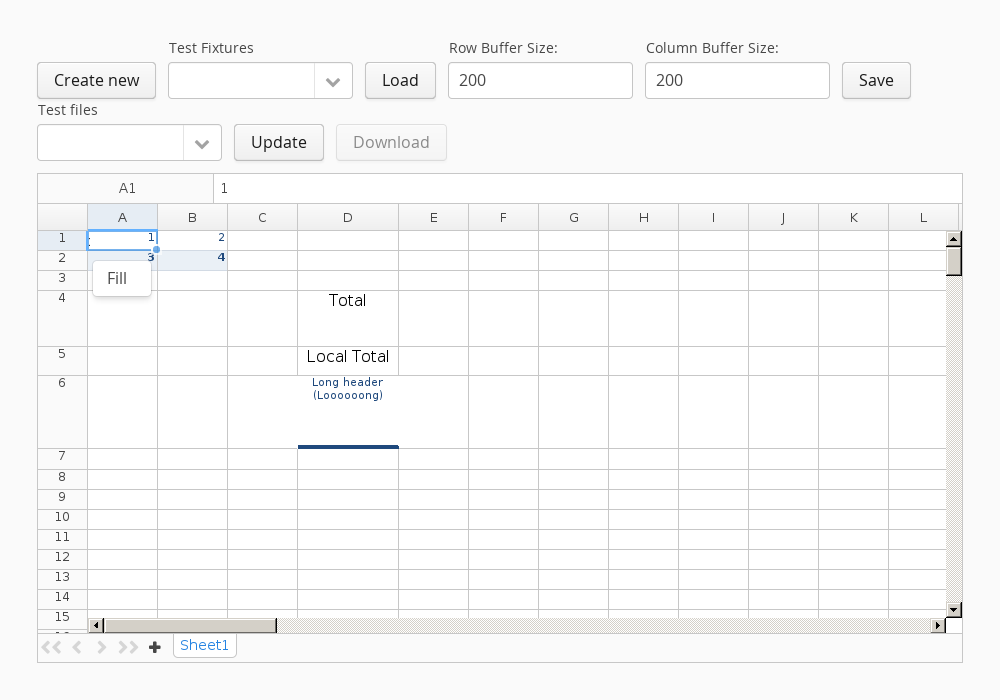 Test Fixtures
Row Buffer Size:
Column Buffer Size:
Create new
Load
200
200
Save
Test files
Update
Download
A1
1
A B C D E F G H I J K L
1 1 2
2 3 4
Fill
3
4 Total
5 Local Total
6 Long header
(Loooooong)
7
8
9
10
11
12
13
14
15
Sheet1